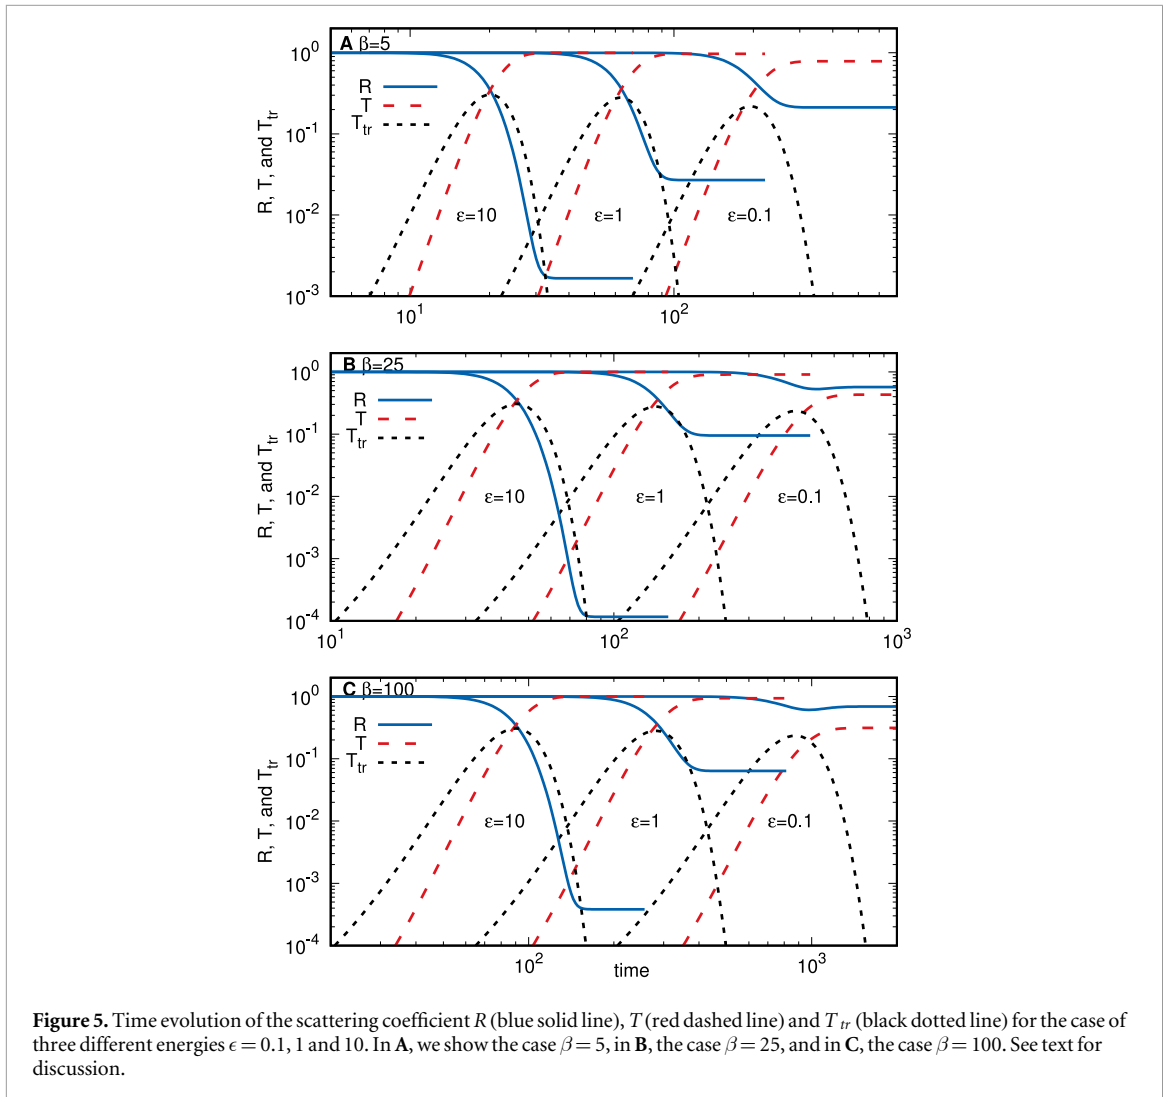 A β=5
R
T
T_tr
R, T, and T_tr
10^0
10^-1
10^-2
10^-3
ε=10
ε=1
ε=0.1
10^1
10^2
B β=25
R
T
T_tr
R, T, and T_tr
10^0
10^-1
10^-2
10^-3
10^-4
ε=10
ε=1
ε=0.1
10^1
10^2
10^3
C β=100
R
T
T_tr
R, T, and T_tr
10^0
10^-1
10^-2
10^-3
10^-4
ε=10
ε=1
ε=0.1
10^2
time
10^3
Figure 5. Time evolution of the scattering coefficient R (blue solid line), T (red dashed line) and T_tr (black dotted line) for the case of
three different energies ϵ = 0.1, 1 and 10. In A, we show the case β = 5, in B, the case β = 25, and in C, the case β = 100. See text for
discussion.